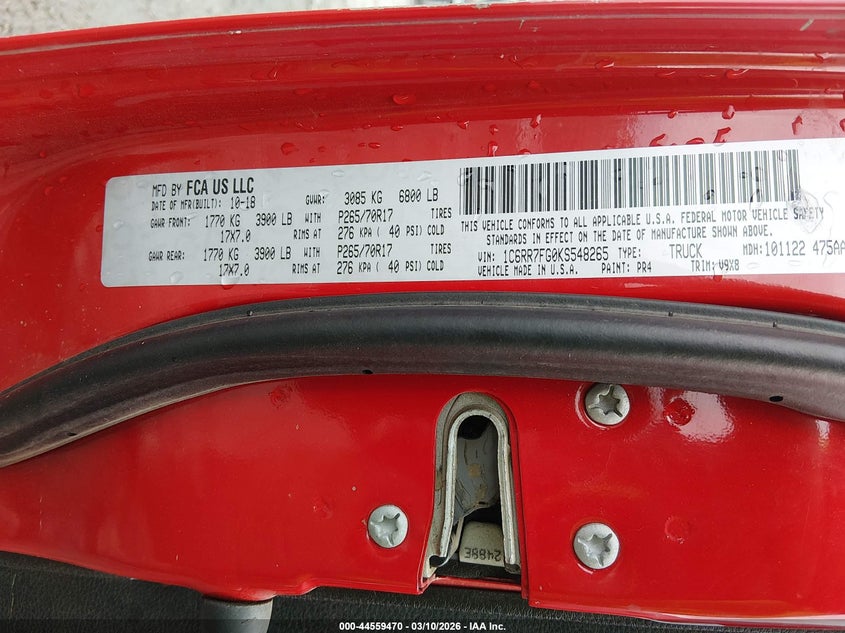 MFD BY FCA US LLC
DATE OF MFR(BUILT): 10-18 GVWR: 3085 KG 6800 LB
GAWR FRONT: 1770 KG 3900 LB WITH P265/70R17 TIRES
17X7.0 RIMS AT 276 KPA ( 40 PSI) COLD
GAWR REAR: 1770 KG 3900 LB WITH P265/70R17 TIRES
17X7.0 RIMS AT 276 KPA ( 40 PSI) COLD
THIS VEHICLE CONFORMS TO ALL APPLICABLE U.S.A. FEDERAL MOTOR VEHICLE SAFETY
STANDARDS IN EFFECT ON THE DATE OF MANUFACTURE SHOWN ABOVE.
VIN: 1C6RR7FG0KS548265 TYPE: TRUCK MDH: 101122 475AA
VEHICLE MADE IN U.S.A. PAINT: PR4 TRIM: V9X8
2488E
000-44559470 - 03/10/2026 - IAA Inc.